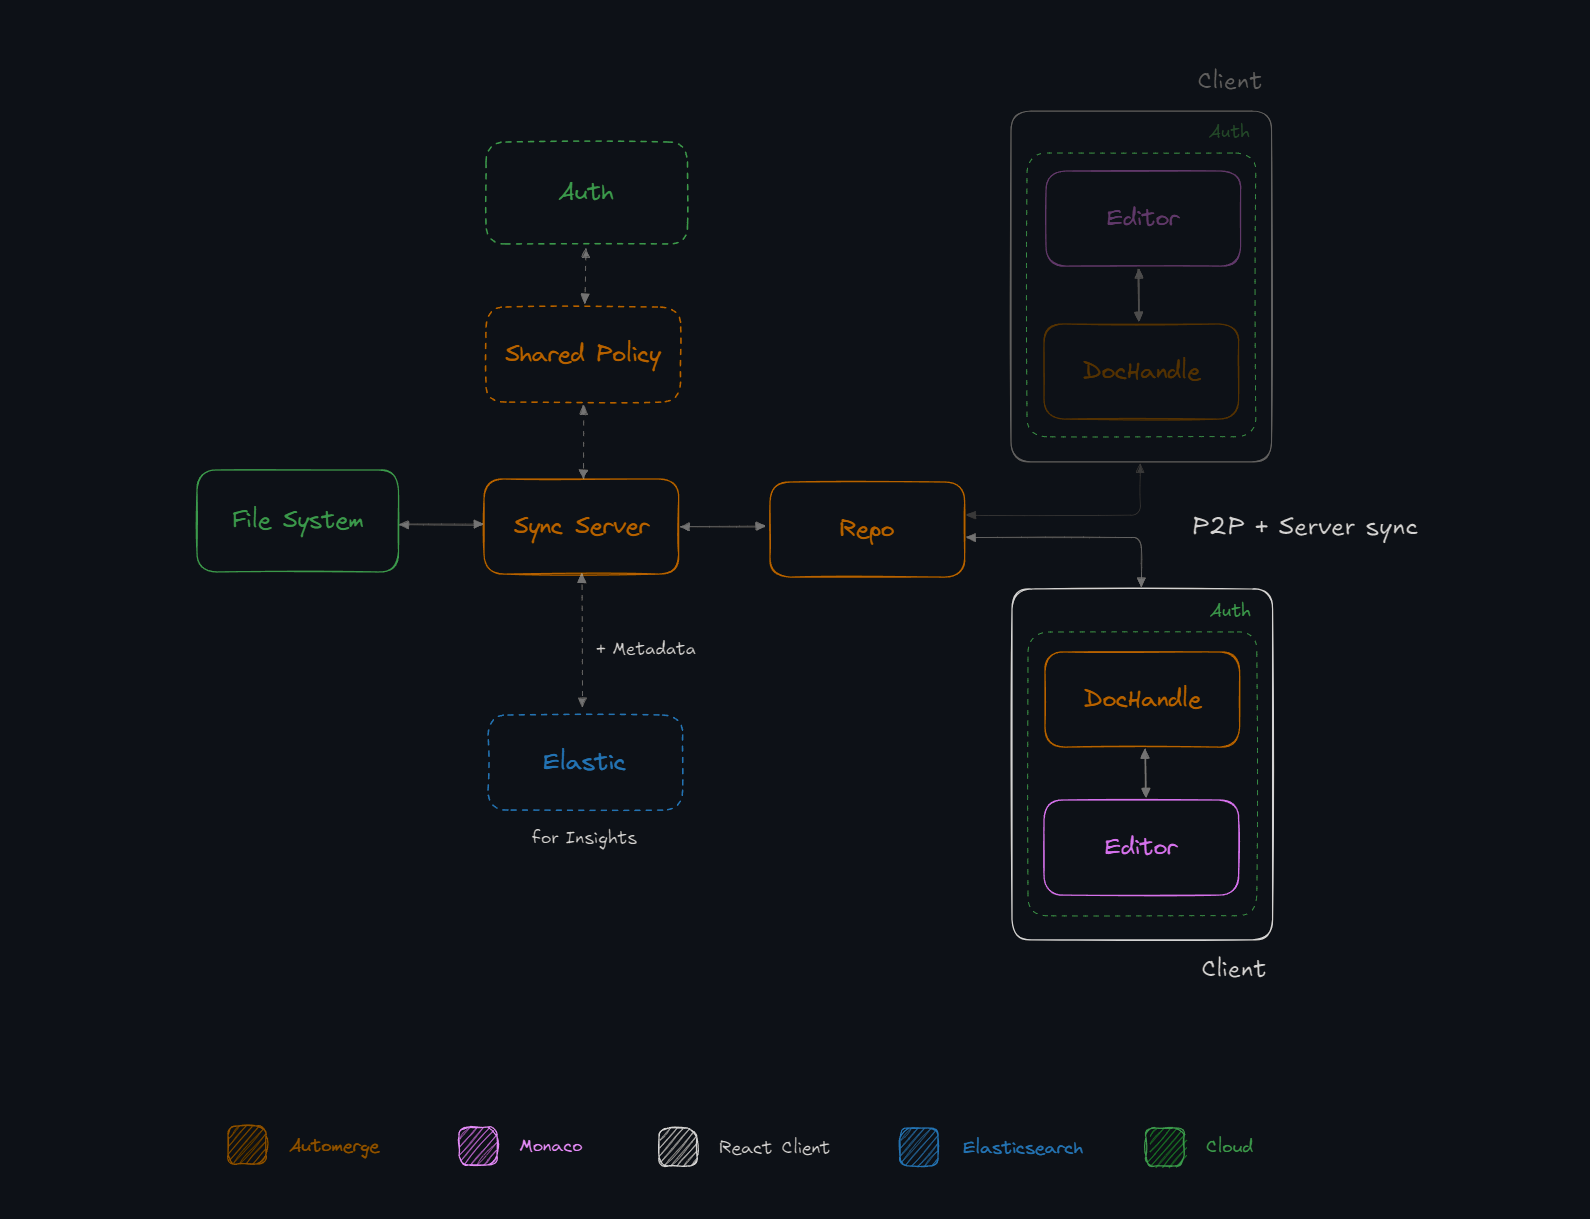 Client
Auth
Auth
Editor
Shared Policy
DocHandle
File System
Sync Server
Repo
P2P + Server sync
Auth
+ Metadata
DocHandle
Elastic
for Insights
Editor
Client
Automerge
Monaco
React Client
Elasticsearch
Cloud